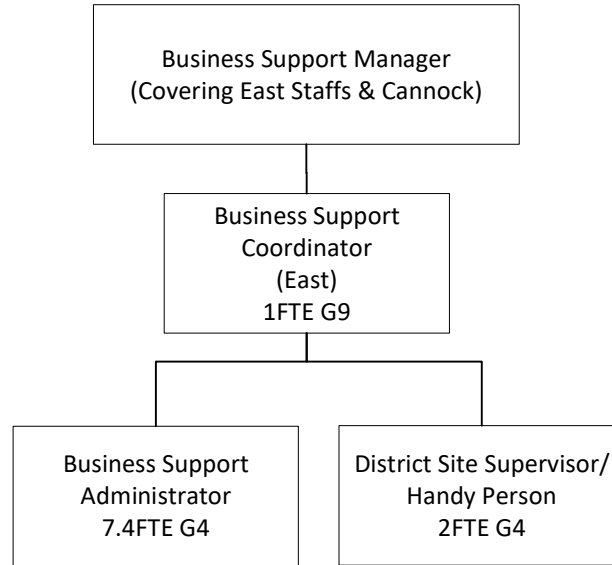 Business Support Manager
(Covering East Staffs & Cannock)
Business Support
Coordinator
(East)
1FTE G9
Business Support
Administrator
7.4FTE G4
District Site Supervisor/
Handy Person
2FTE G4